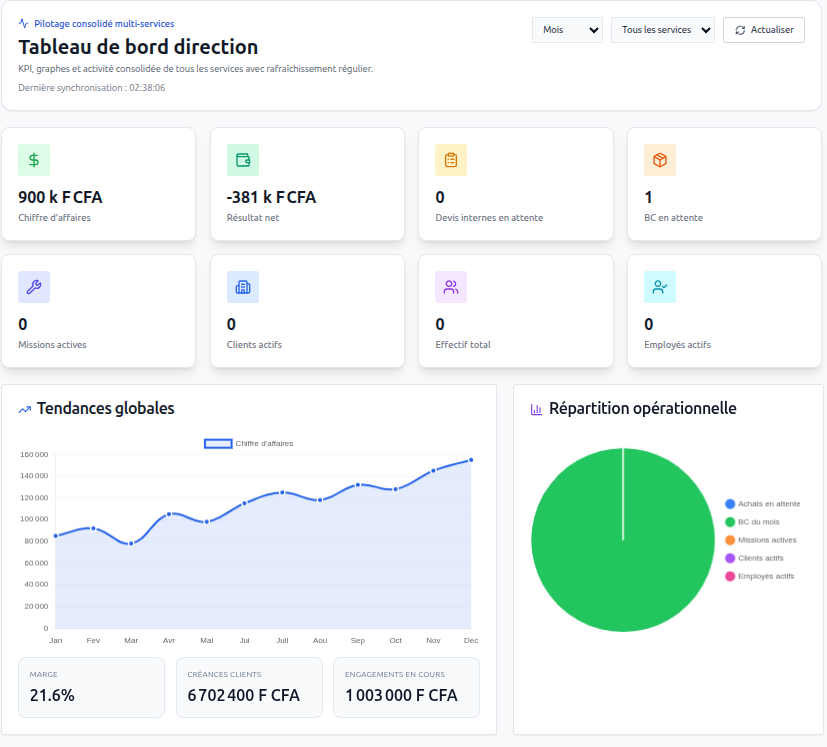 Pilotage consolidé multi-services
Tableau de bord direction
KPI, graphes et activité consolidée de tous les services avec rafraîchissement régulier.
Dernière synchronisation : 02:38:06
Mois
Tous les services
Actualiser
900 k F CFA
Chiffre d'affaires
-381 k F CFA
Résultat net
0
Devis internes en attente
1
BC en attente
0
Missions actives
0
Clients actifs
0
Effectif total
0
Employés actifs
Tendances globales
Chiffre d'affaires
160 000
140 000
120 000
100 000
80 000
60 000
40 000
20 000
0
Jan Fev Mar Avr Mai Jui Juil Aou Sep Oct Nov Dec
MARGE
21.6%
CRÉANCES CLIENTS
6 702 400 F CFA
ENGAGEMENTS EN COURS
1 003 000 F CFA
Répartition opérationnelle
Achats en attente
BC du mois
Missions actives
Clients actifs
Employés actifs